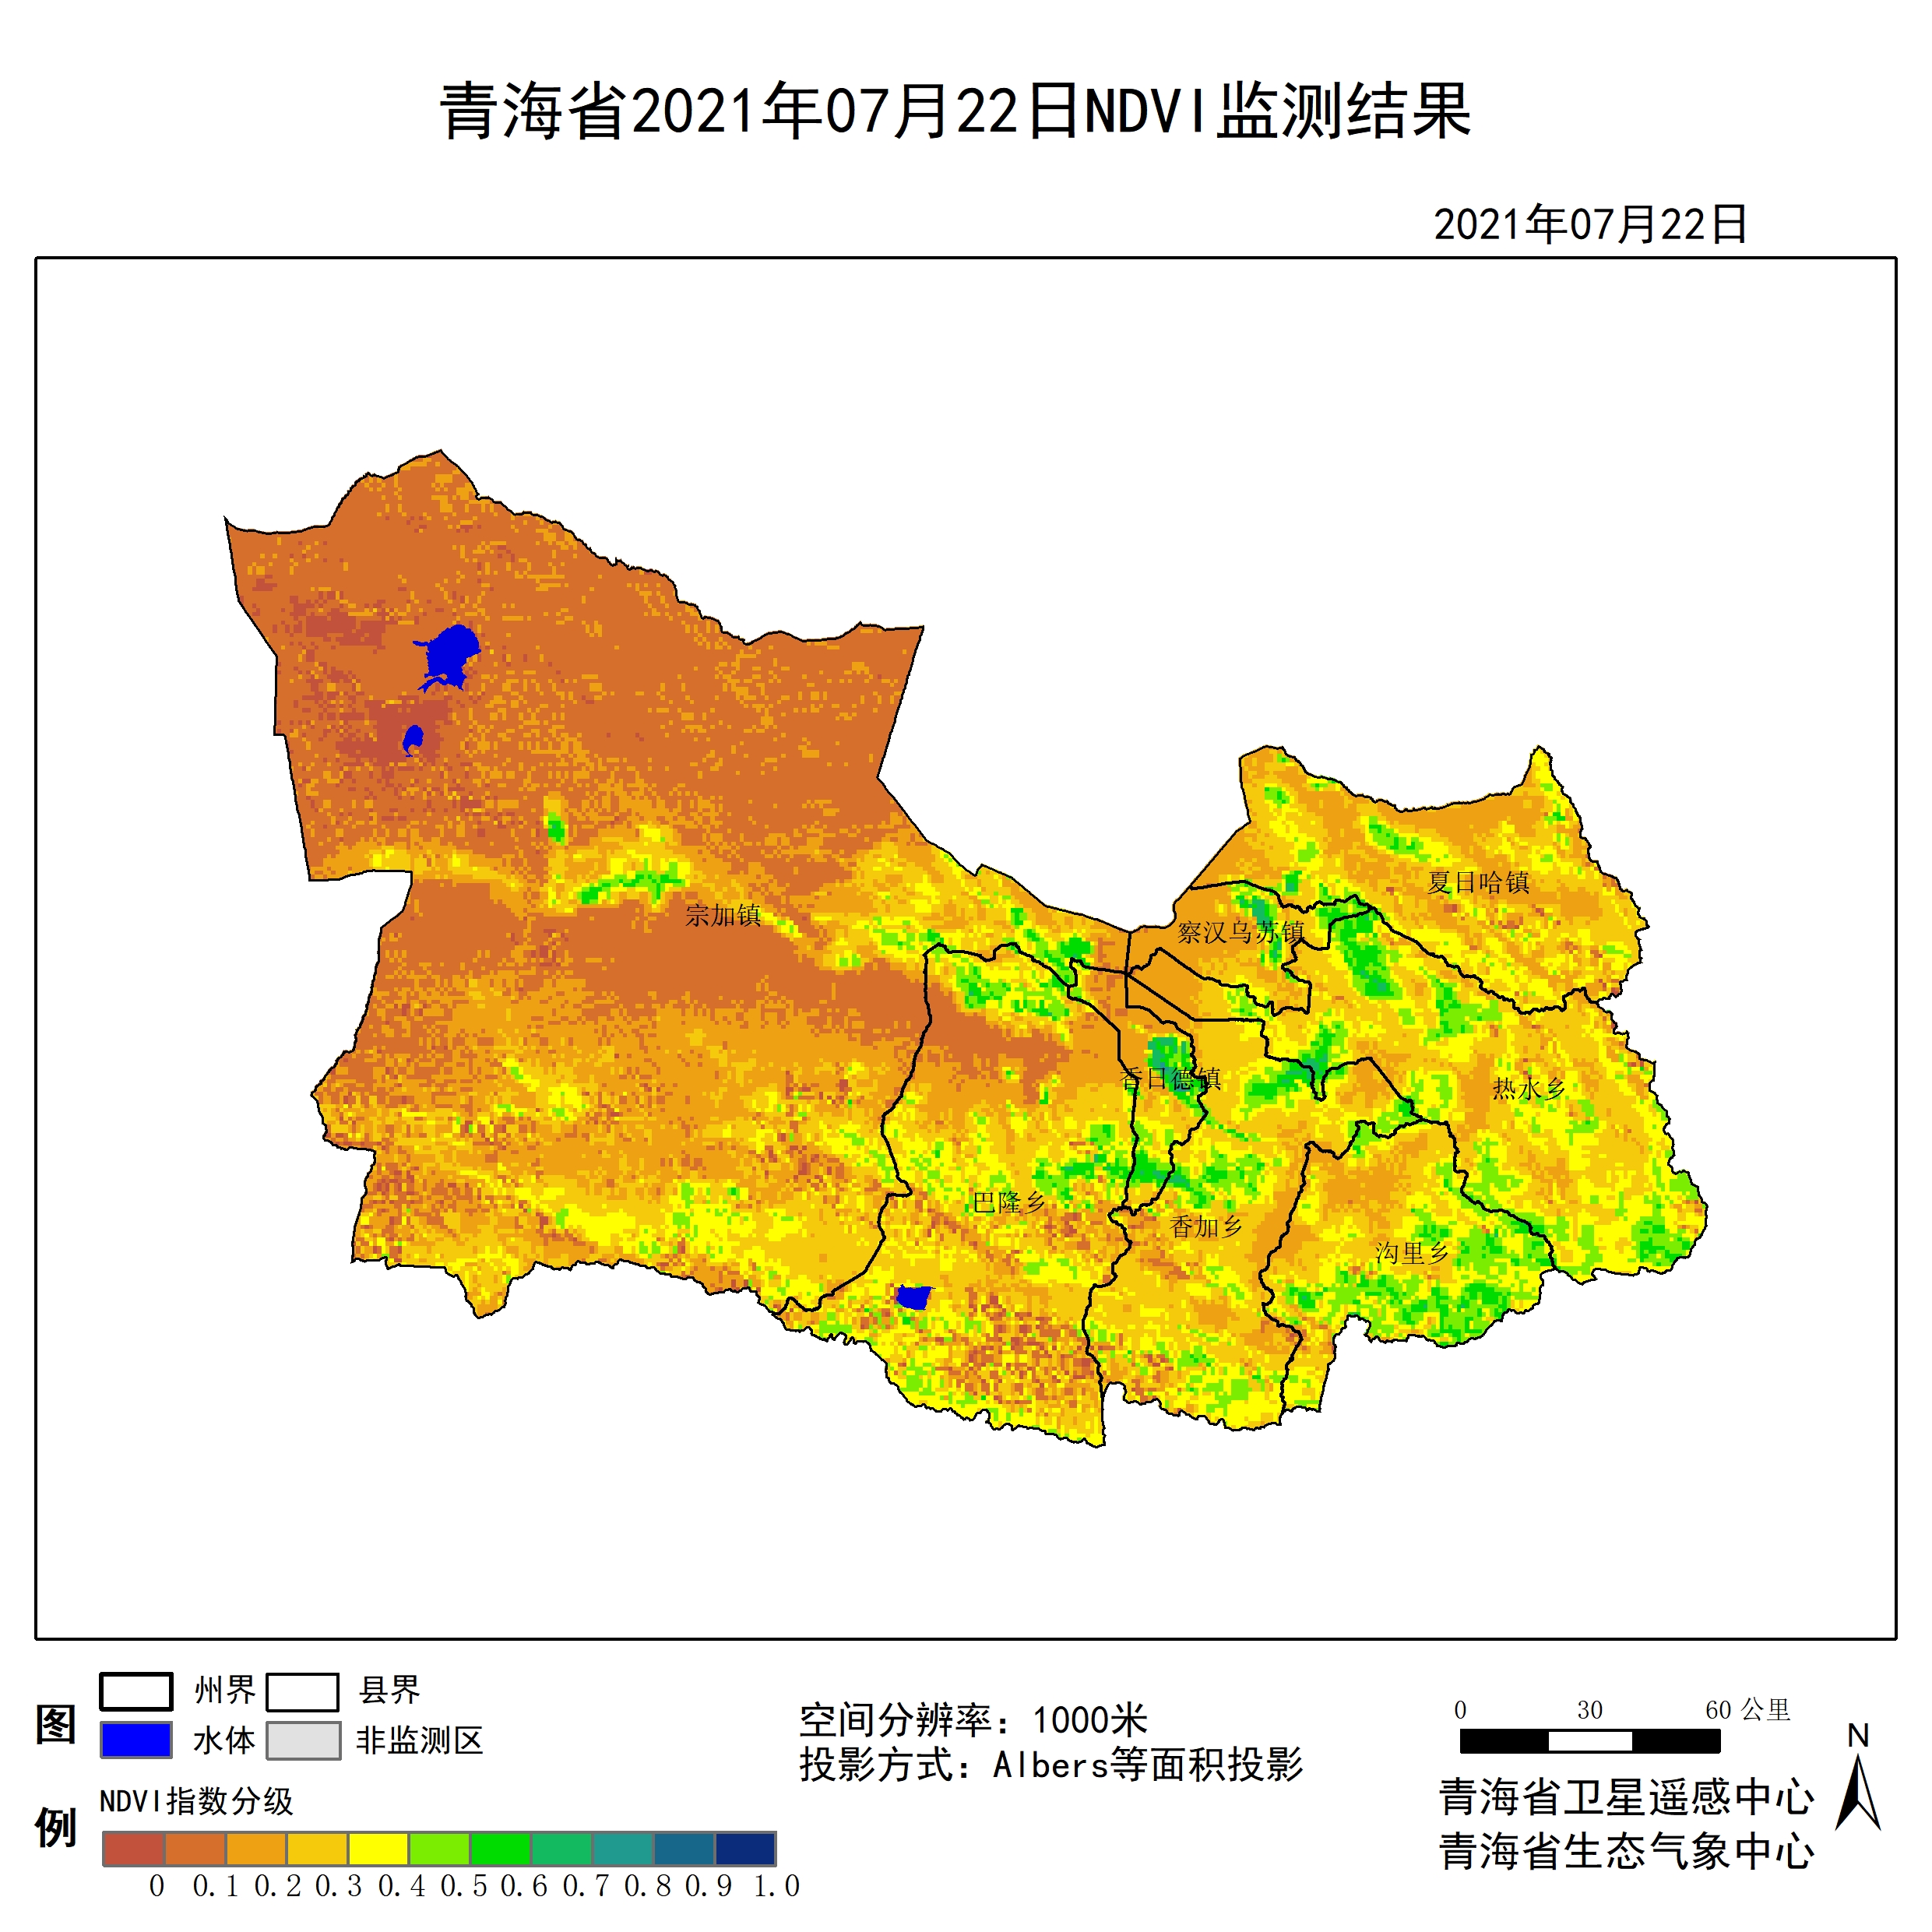 青海省2021年07月22日NDVI监测结果
2021年07月22日
夏日哈镇
宗加镇
察汉乌苏镇
香日德镇
热水乡
巴隆乡
香加乡
沟里乡
图例
州界
县界
水体
非监测区
NDVI指数分级
0 0.1 0.2 0.3 0.4 0.5 0.6 0.7 0.8 0.9 1.0
空间分辨率：1000米
投影方式：Albers等面积投影
0 30 60 公里
N
青海省卫星遥感中心
青海省生态气象中心